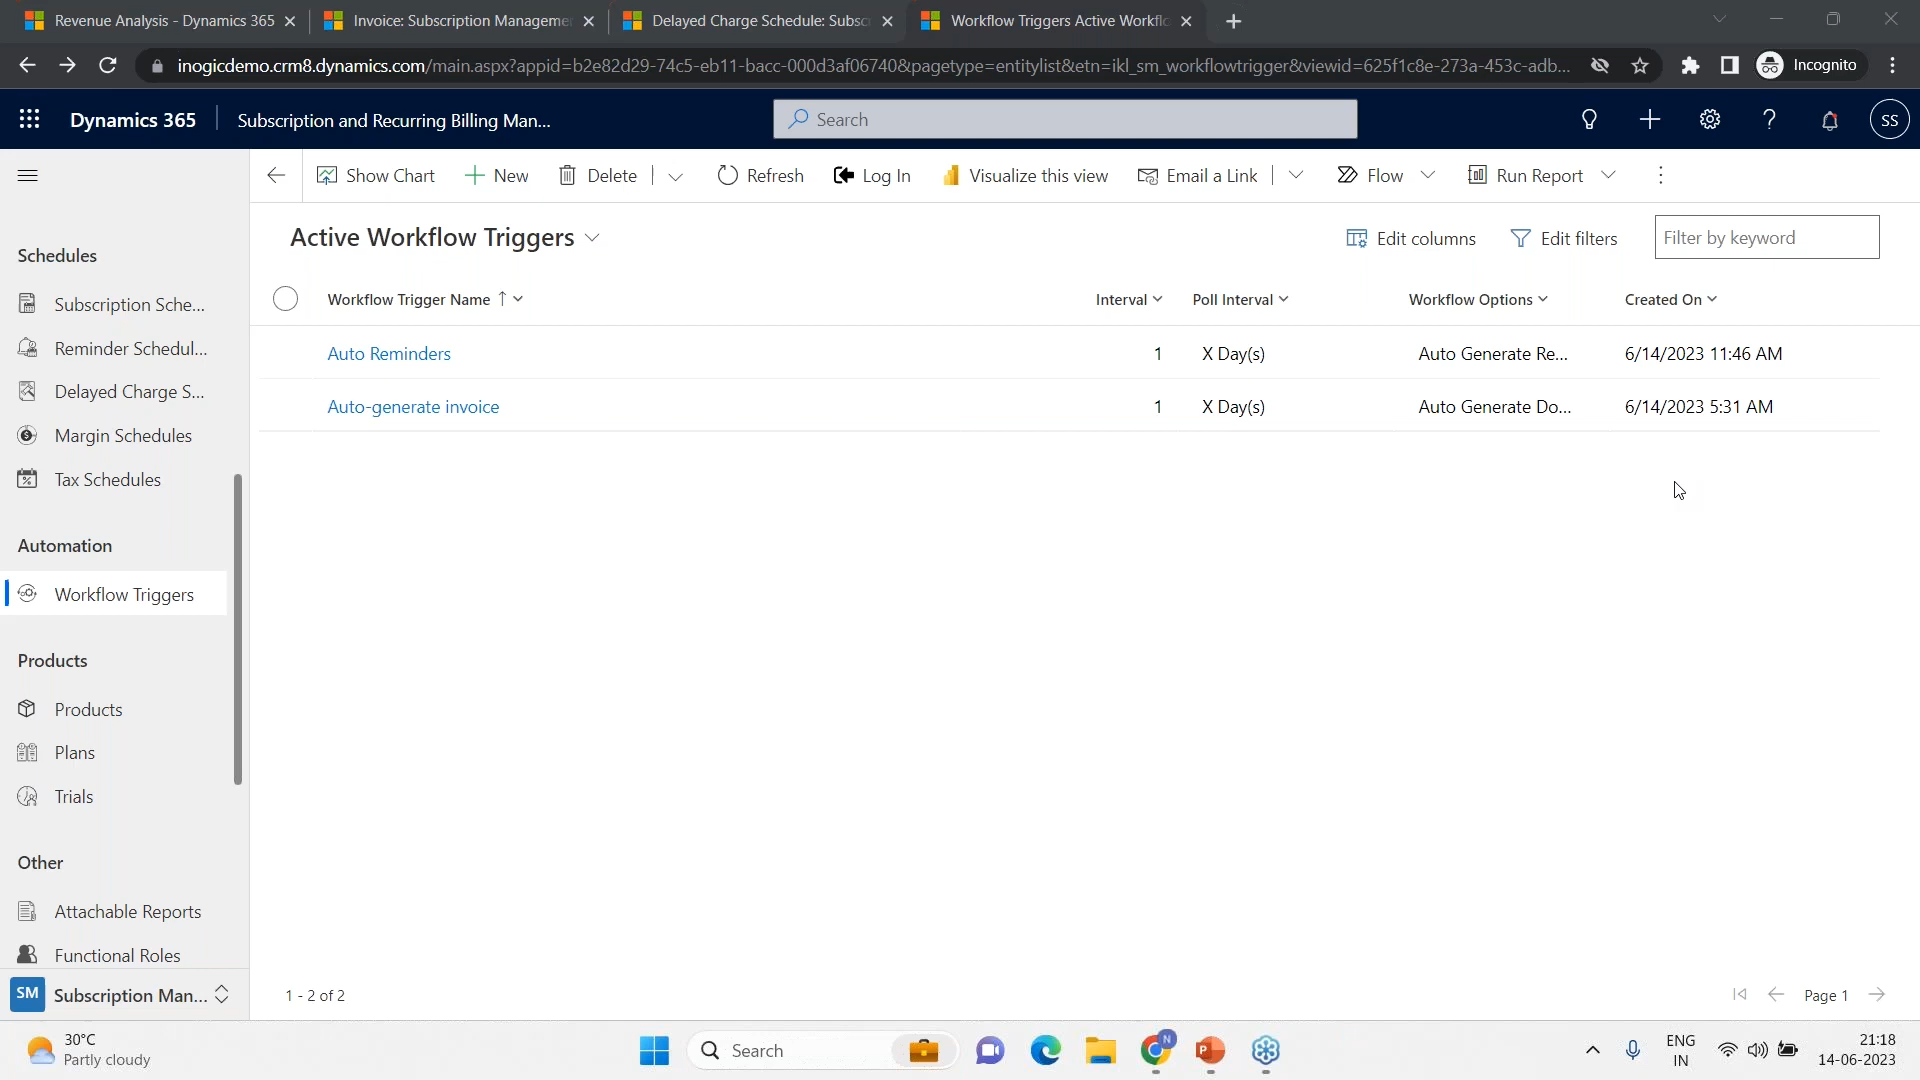 Revenue Analysis - Dynamics 365
Invoice: Subscription Managemen
Delayed Charge Schedule: Subsc
Workflow Triggers Active Workflo
inogicdemo.crm8.dynamics.com/main.aspx?appid=b2e82d29-74c5-eb11-bacc-000d3af06740&pagetype=entitylist&etn=ikl_sm_workflowtrigger&viewid=625f1c8e-273a-453c-adb...
Incognito
Dynamics 365
Subscription and Recurring Billing Man...
Search
SS
Show Chart
New
Delete
Refresh
Log In
Visualize this view
Email a Link
Flow
Run Report
Schedules
Subscription Sche...
Reminder Schedul...
Delayed Charge S...
Margin Schedules
Tax Schedules
Automation
Workflow Triggers
Products
Products
Plans
Trials
Other
Attachable Reports
Functional Roles
SM Subscription Man...
Active Workflow Triggers
Edit columns
Edit filters
Filter by keyword
Workflow Trigger Name ↑ Interval Poll Interval Workflow Options Created On
Auto Reminders 1 X Day(s) Auto Generate Re... 6/14/2023 11:46 AM
Auto-generate invoice 1 X Day(s) Auto Generate Do... 6/14/2023 5:31 AM
1 - 2 of 2
Page 1
30°C
Partly cloudy
Search
N
P
ENG
IN
21:18
14-06-2023